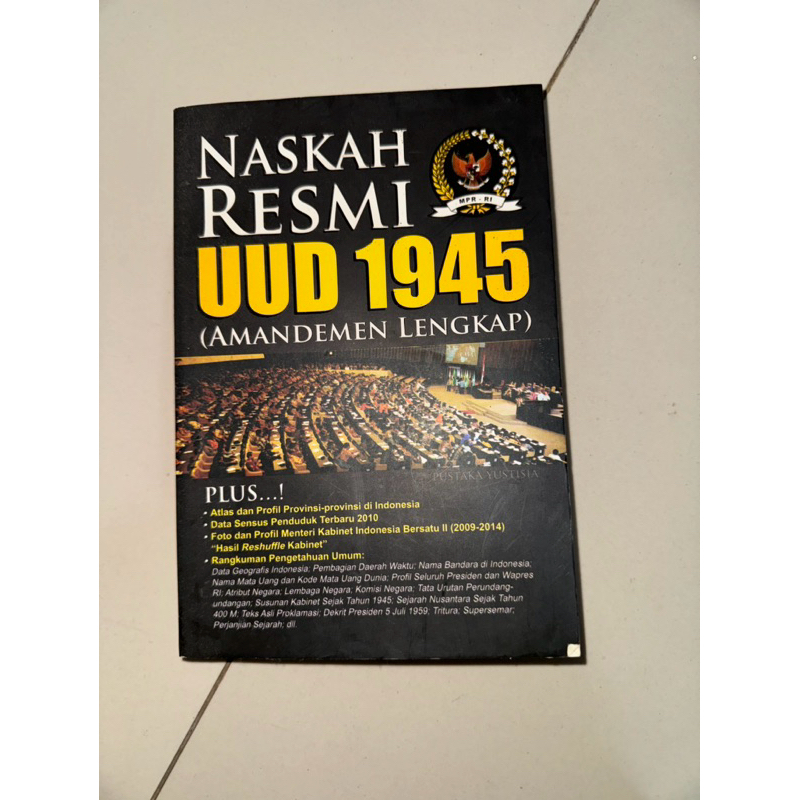 NASKAH
RESMI
MPR - RI
UUD 1945
(AMANDEMEN LENGKAP)
PUSTAKA YUSTISIA
PLUS...!
• Atlas dan Profil Provinsi-provinsi di Indonesia
• Data Sensus Penduduk Terbaru 2010
• Foto dan Profil Menteri Kabinet Indonesia Bersatu II (2009-2014)
"Hasil Reshuffle Kabinet"
• Rangkuman Pengetahuan Umum:
Data Geografis Indonesia; Pembagian Daerah Waktu; Nama Bandara di Indonesia;
Nama Mata Uang dan Kode Mata Uang Dunia; Profil Seluruh Presiden dan Wapres
RI; Atribut Negara; Lembaga Negara; Komisi Negara; Tata Urutan Perundang-
undangan; Susunan Kabinet Sejak Tahun 1945; Sejarah Nusantara Sejak Tahun
400 M; Teks Asli Proklamasi; Dekrit Presiden 5 Juli 1959; Tritura; Supersemar;
Perjanjian Sejarah; dll.